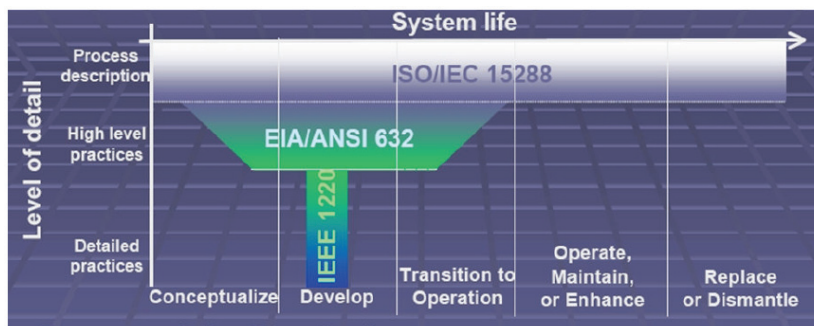 System life
Level of detail
Process
description
ISO/IEC 15288
High level
practices
EIA/ANSI 632
IEEE 1220
Detailed
practices
Conceptualize
Develop
Transition to
Operation
Operate,
Maintain,
or Enhance
Replace
or Dismantle